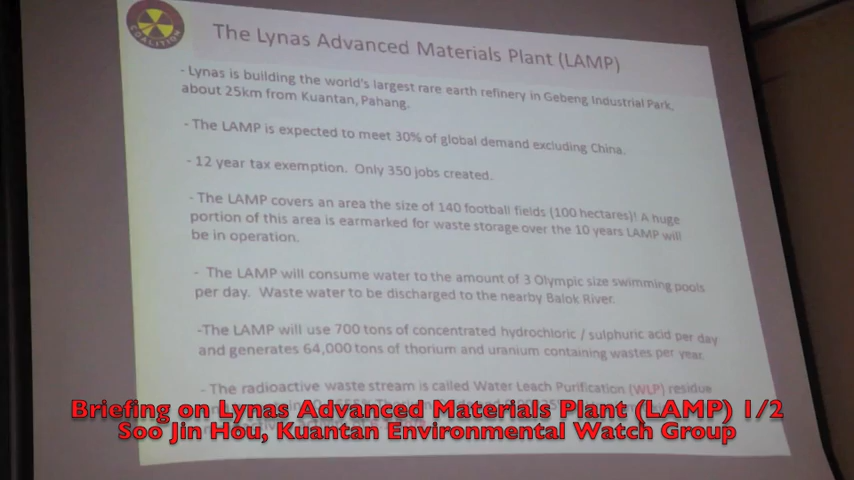 COALITION
The Lynas Advanced Materials Plant (LAMP)
- Lynas is building the world's largest rare earth refinery in Gebeng Industrial Park,
about 25km from Kuantan, Pahang.
- The LAMP is expected to meet 30% of global demand excluding China.
- 12 year tax exemption. Only 350 jobs created.
- The LAMP covers an area the size of 140 football fields (100 hectares)! A huge
portion of this area is earmarked for waste storage over the 10 years LAMP will
be in operation.
- The LAMP will consume water to the amount of 3 Olympic size swimming pools
per day. Waste water to be discharged to the nearby Balok River.
-The LAMP will use 700 tons of concentrated hydrochloric / sulphuric acid per day
and generates 64,000 tons of thorium and uranium containing wastes per year.
- The radioactive waste stream is called Water Leach Purification (WLP) residue
Briefing on Lynas Advanced Materials Plant (LAMP) 1/2
Soo Jin Hou, Kuantan Environmental Watch Group